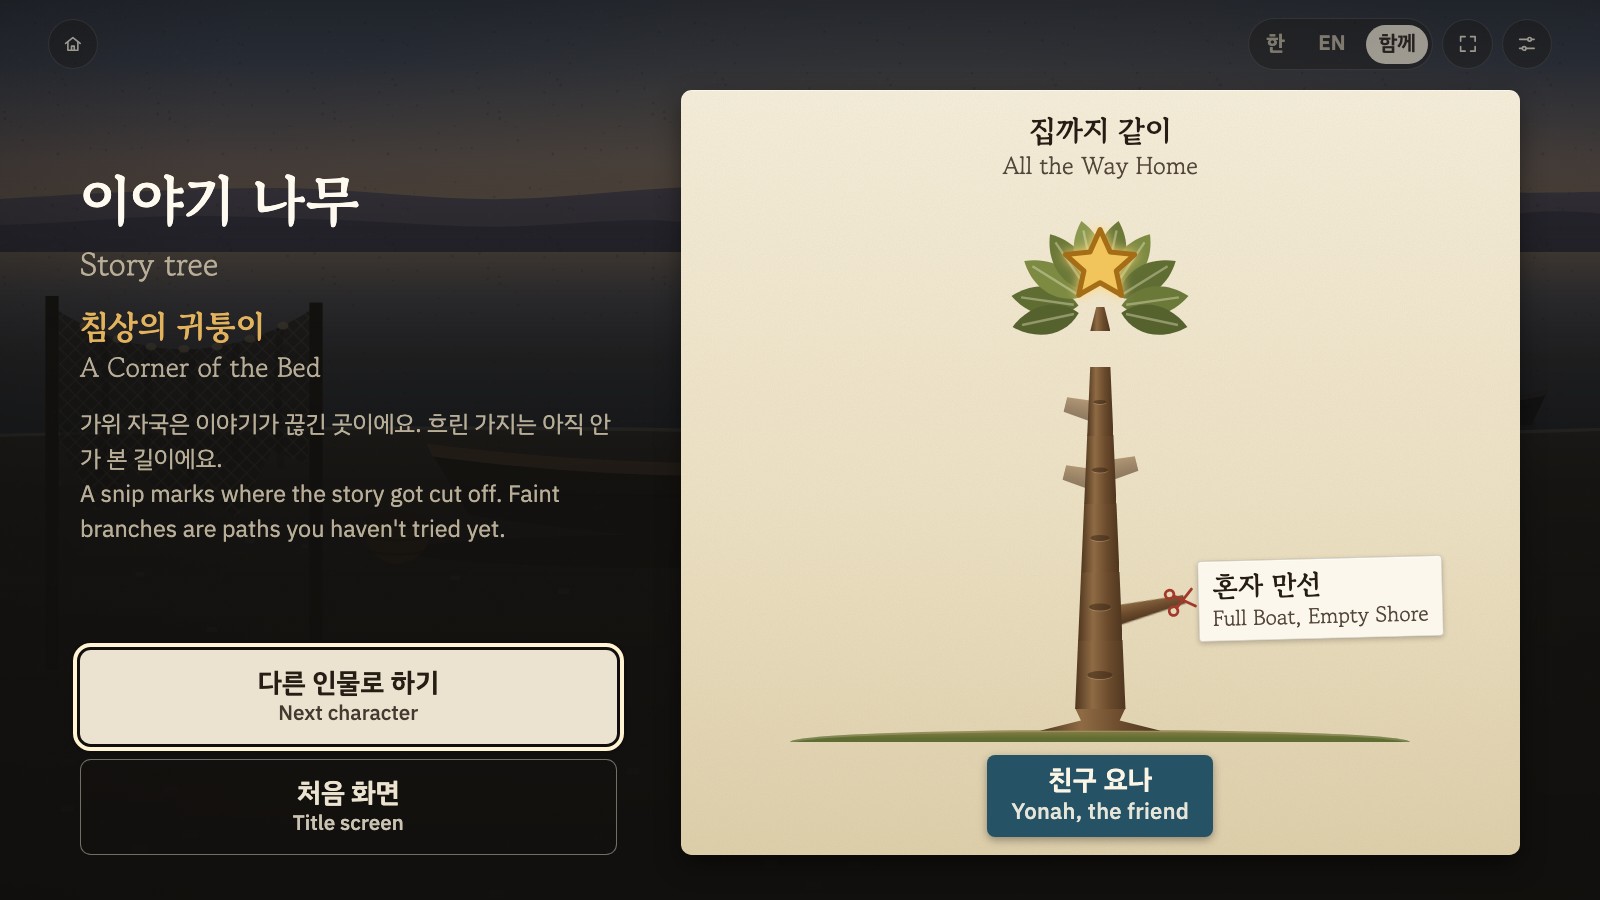 한 EN 함께
이야기 나무
Story tree
침상의 귀퉁이
A Corner of the Bed
가위 자국은 이야기가 끊긴 곳이에요. 흐린 가지는 아직 안
가 본 길이에요.
A snip marks where the story got cut off. Faint
branches are paths you haven't tried yet.
다른 인물로 하기
Next character
처음 화면
Title screen
집까지 같이
All the Way Home
혼자 만선
Full Boat, Empty Shore
친구 요나
Yonah, the friend